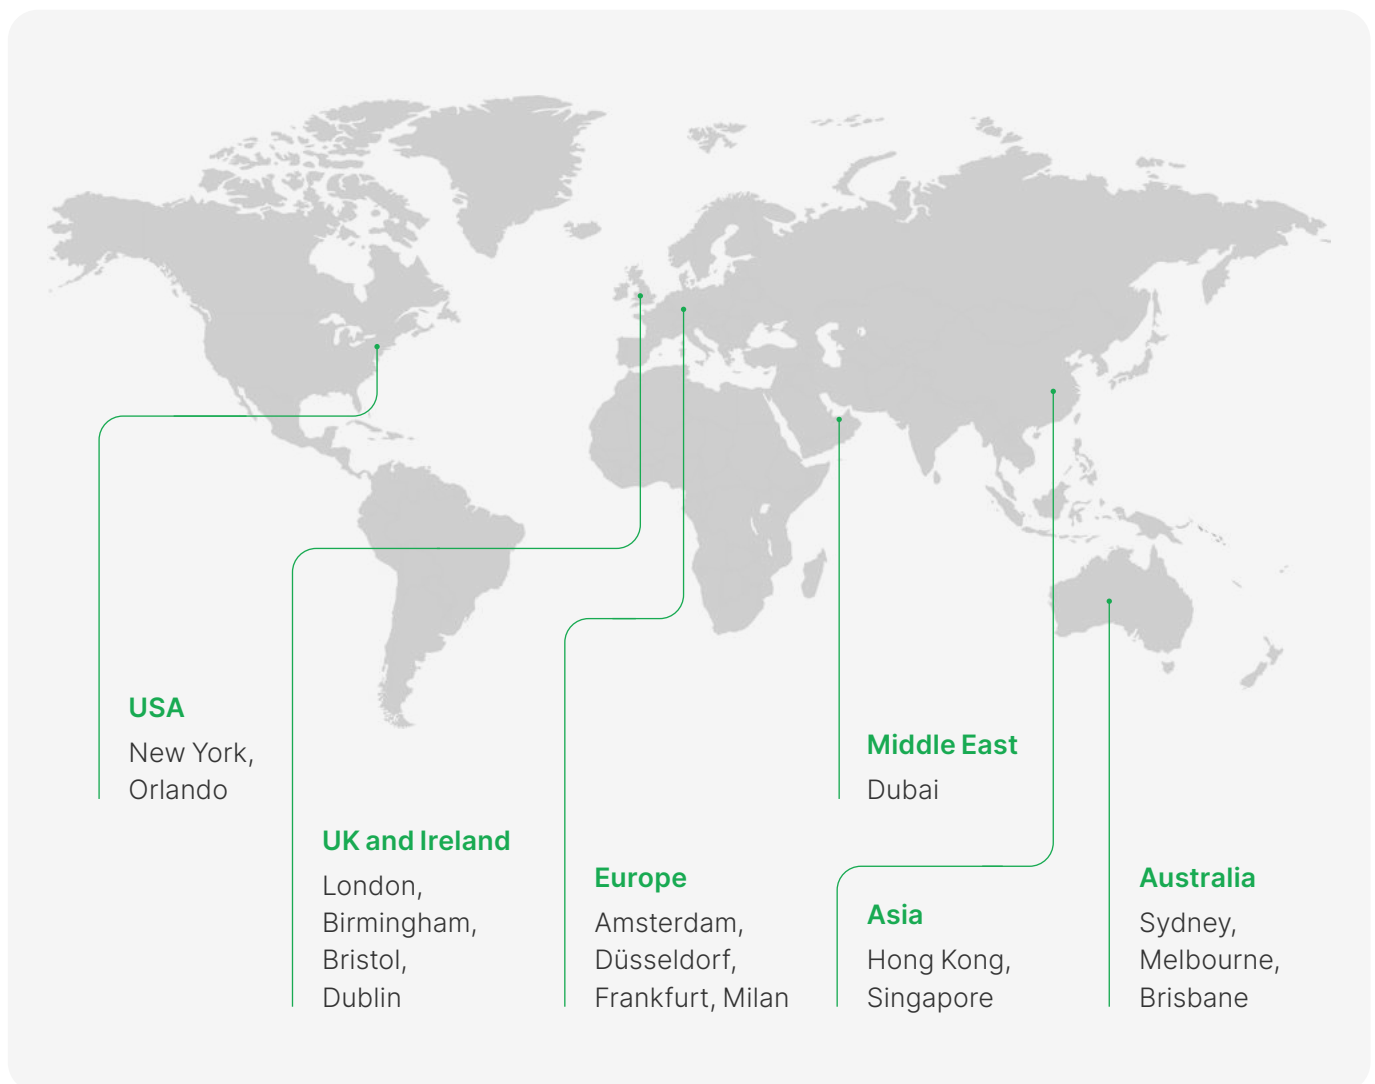 USA
New York,
Orlando
UK and Ireland
London,
Birmingham,
Bristol,
Dublin
Europe
Amsterdam,
Düsseldorf,
Frankfurt, Milan
Middle East
Dubai
Asia
Hong Kong,
Singapore
Australia
Sydney,
Melbourne,
Brisbane